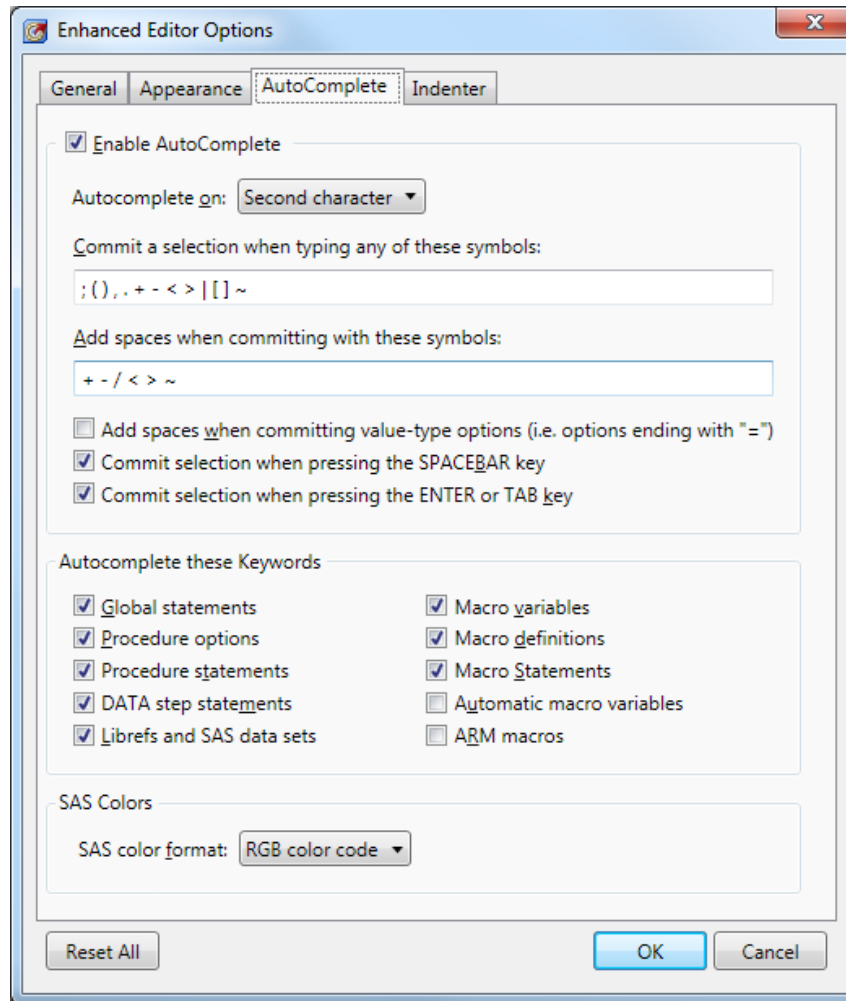 Enhanced Editor Options
General Appearance AutoComplete Indenter
Enable AutoComplete
Autocomplete on: Second character
Commit a selection when typing any of these symbols:
;(),.+-<>|[]~
Add spaces when committing with these symbols:
+-/<>~
Add spaces when committing value-type options (i.e. options ending with "=")
Commit selection when pressing the SPACEBAR key
Commit selection when pressing the ENTER or TAB key
Autocomplete these Keywords
Global statements Macro variables
Procedure options Macro definitions
Procedure statements Macro Statements
DATA step statements Automatic macro variables
Librefs and SAS data sets ARM macros
SAS Colors
SAS color format: RGB color code
Reset All OK Cancel